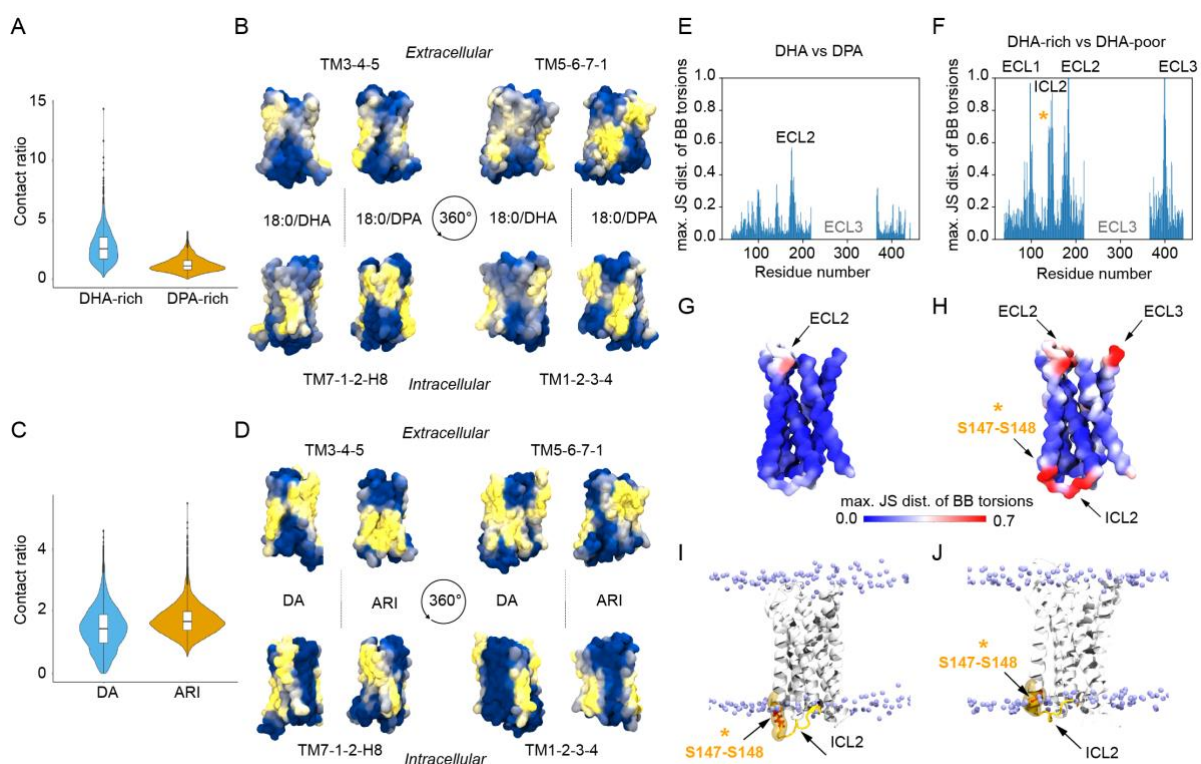 A
Contact ratio
15
10
5
0
DHA-rich DPA-rich
B
Extracellular
TM3-4-5 TM5-6-7-1
18:0/DHA 18:0/DPA 360° 18:0/DHA 18:0/DPA
TM7-1-2-H8 Intracellular TM1-2-3-4
C
Contact ratio
4
2
0
DA ARI
D
Extracellular
TM3-4-5 TM5-6-7-1
DA ARI 360° DA ARI
TM7-1-2-H8 Intracellular TM1-2-3-4
E
DHA vs DPA
max. JS dist. of BB torsions
1.0
0.8
0.6
0.4
0.2
0.0
ECL2
ECL3
100 200 300 400
Residue number
F
DHA-rich vs DHA-poor
ECL1 ECL2 ECL3
ICL2
*
max. JS dist. of BB torsions
1.0
0.8
0.6
0.4
0.2
0.0
ECL3
100 200 300 400
Residue number
G
ECL2
H
ECL2 ECL3
*
S147-S148
ICL2
max. JS dist. of BB torsions
0.0 0.7
I
*
S147-S148
ICL2
J
*
S147-S148
ICL2